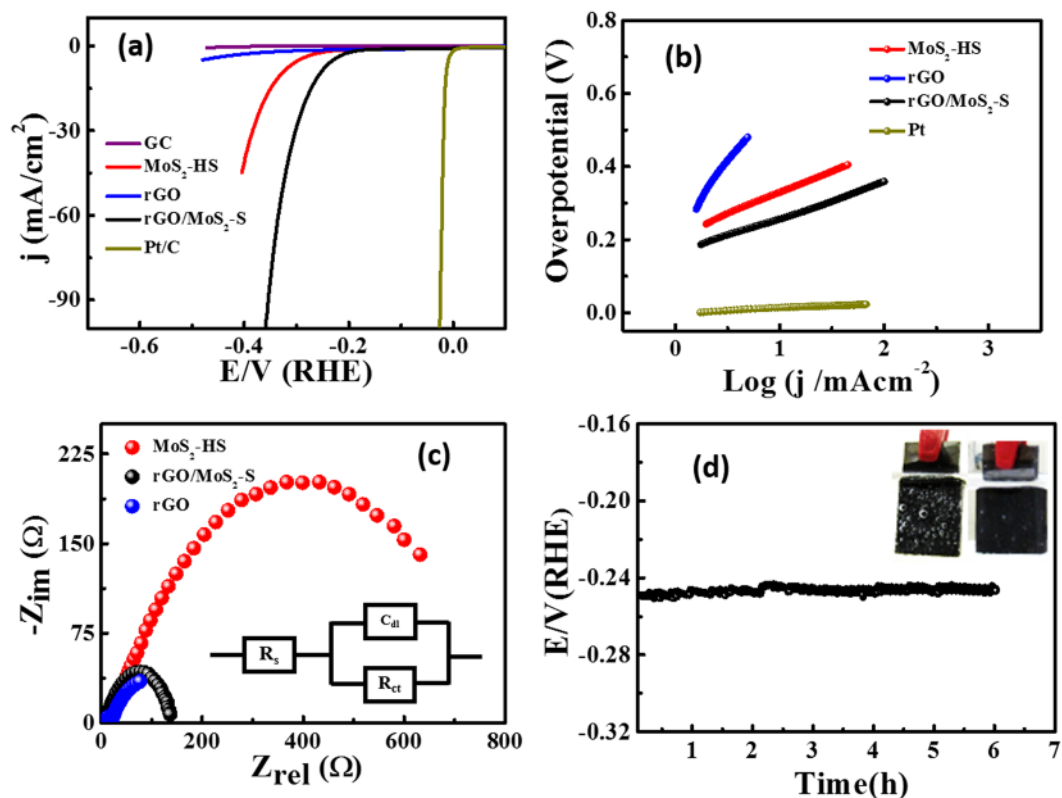 (a)
j (mA/cm²)
0
-30
-60
-90
GC
MoS₂-HS
rGO
rGO/MoS₂-S
Pt/C
-0.6
-0.4
-0.2
0.0
E/V (RHE)
(b)
Overpotential (V)
0.8
0.6
0.4
0.2
0.0
MoS₂-HS
rGO
rGO/MoS₂-S
Pt
0
1
2
3
Log (j /mAcm⁻²)
(c)
-Zim (Ω)
225
150
75
0
MoS₂-HS
rGO/MoS₂-S
rGO
Rs
Cdl
Rct
0
200
400
600
800
Zrel (Ω)
(d)
E/V(RHE)
-0.16
-0.20
-0.24
-0.28
-0.32
1
2
3
4
5
6
7
Time(h)